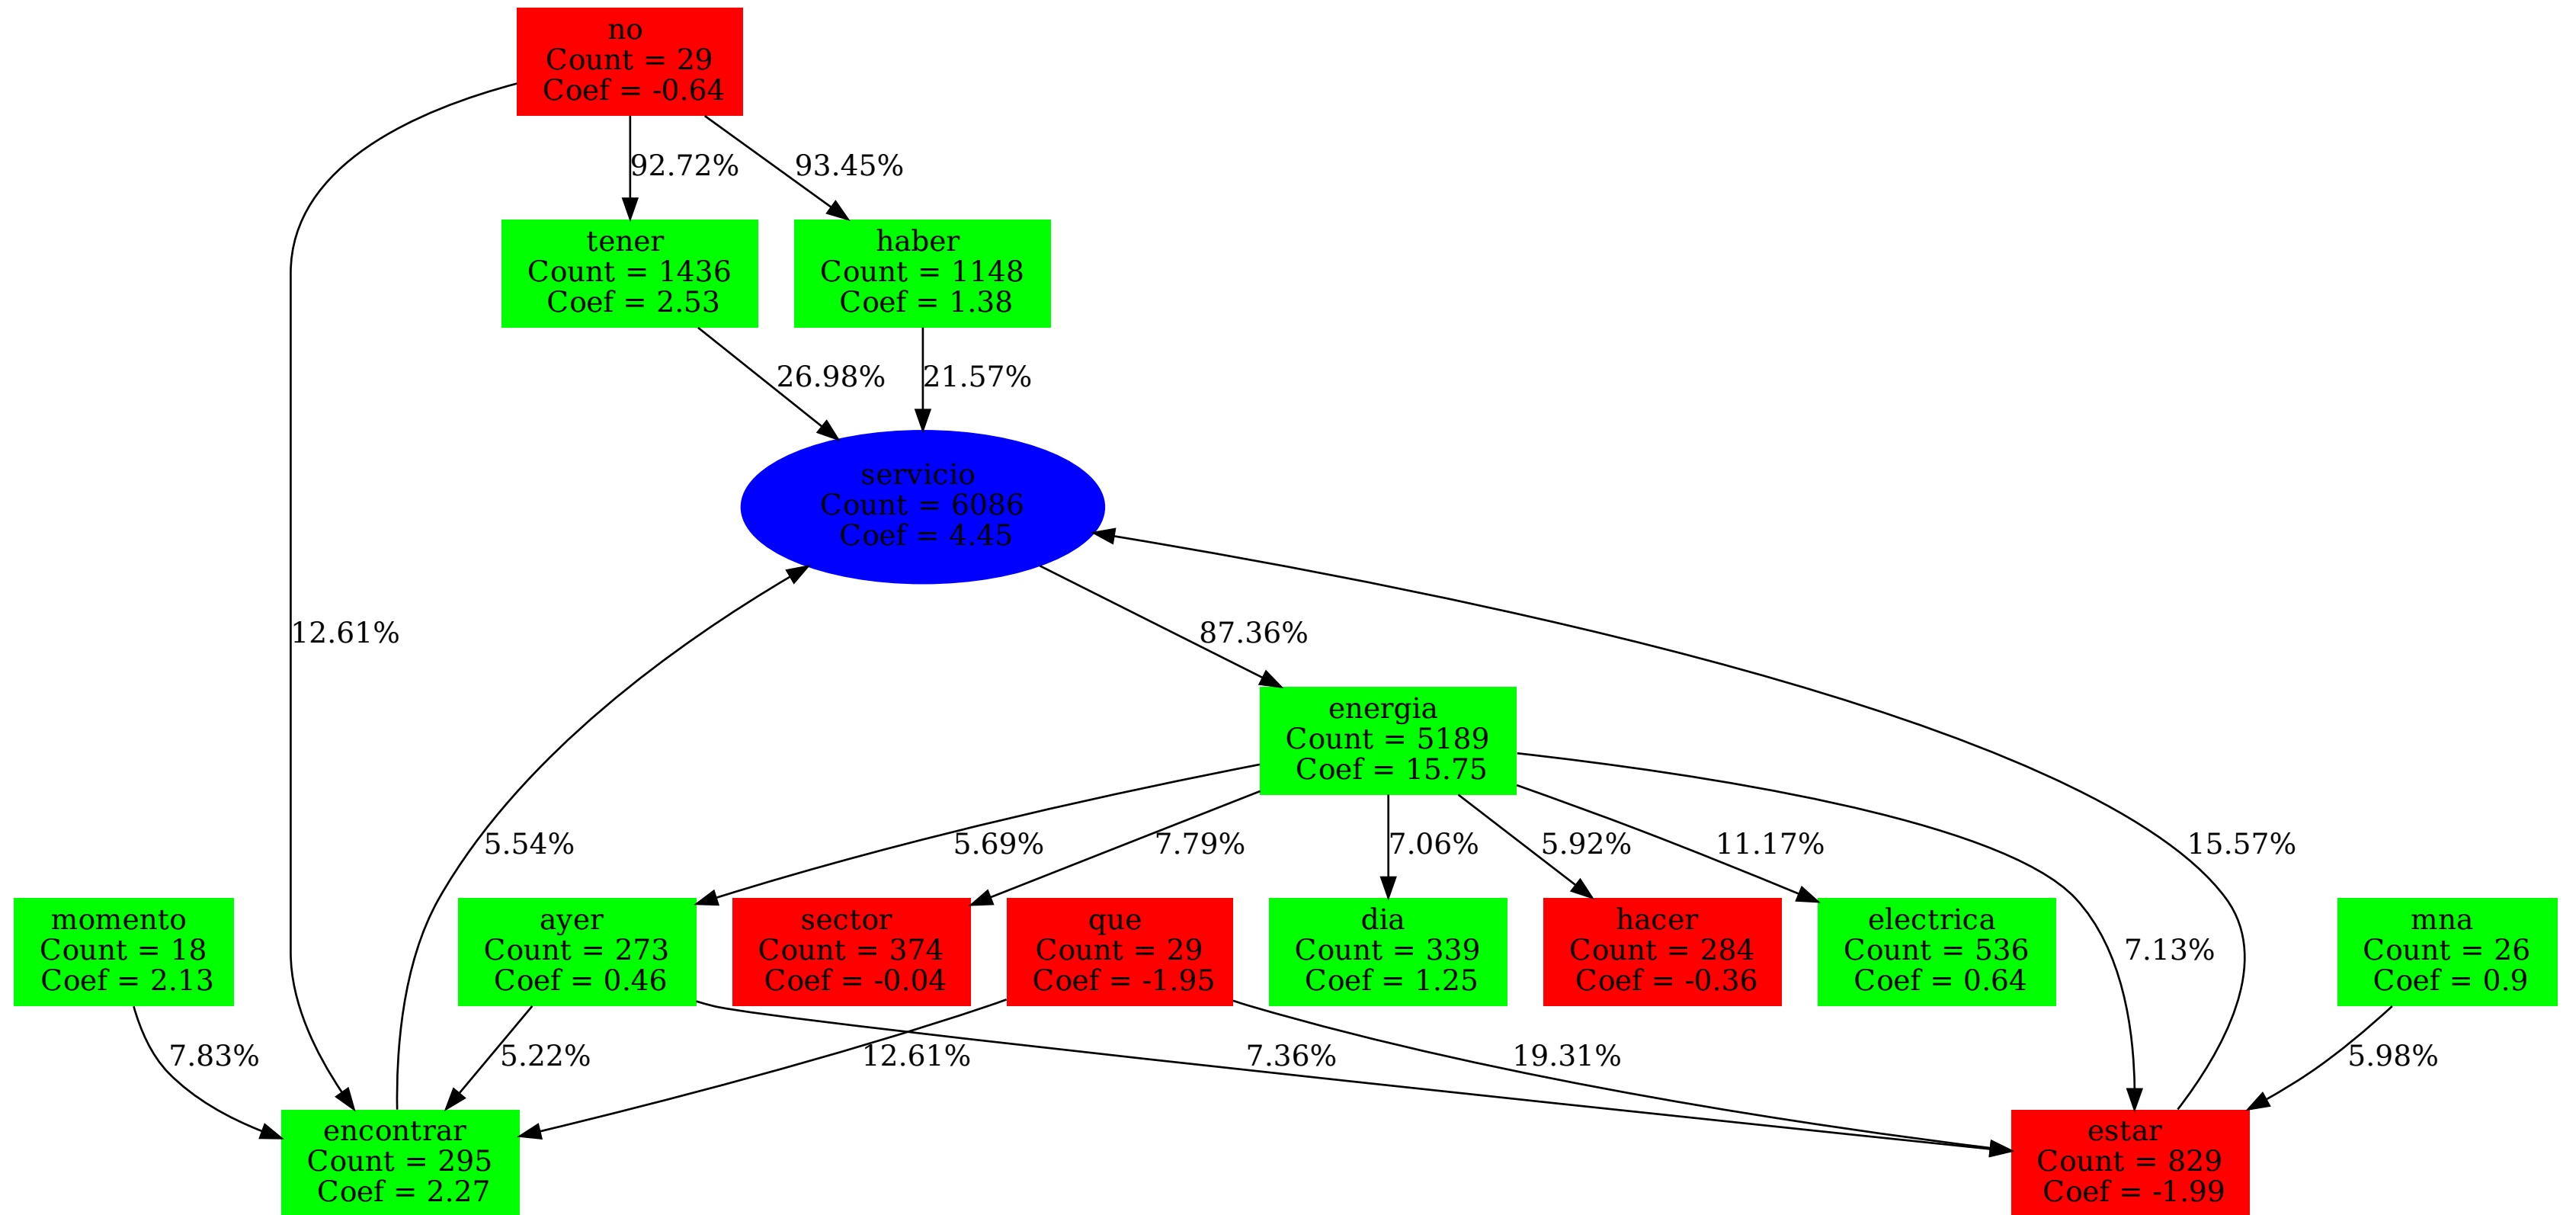 no
Count = 29
Coef = -0.64
92.72%
93.45%
tener
Count = 1436
Coef = 2.53
haber
Count = 1148
Coef = 1.38
26.98%
21.57%
servicio
Count = 6086
Coef = 4.45
12.61%
87.36%
energia
Count = 5189
Coef = 15.75
5.54%
5.69%
7.79%
7.06%
5.92%
11.17%
15.57%
momento
Count = 18
Coef = 2.13
ayer
Count = 273
Coef = 0.46
sector
Count = 374
Coef = -0.04
que
Count = 29
Coef = -1.95
dia
Count = 339
Coef = 1.25
hacer
Count = 284
Coef = -0.36
electrica
Count = 536
Coef = 0.64
7.13%
mna
Count = 26
Coef = 0.9
7.83%
5.22%
12.61%
7.36%
19.31%
5.98%
encontrar
Count = 295
Coef = 2.27
estar
Count = 829
Coef = -1.99